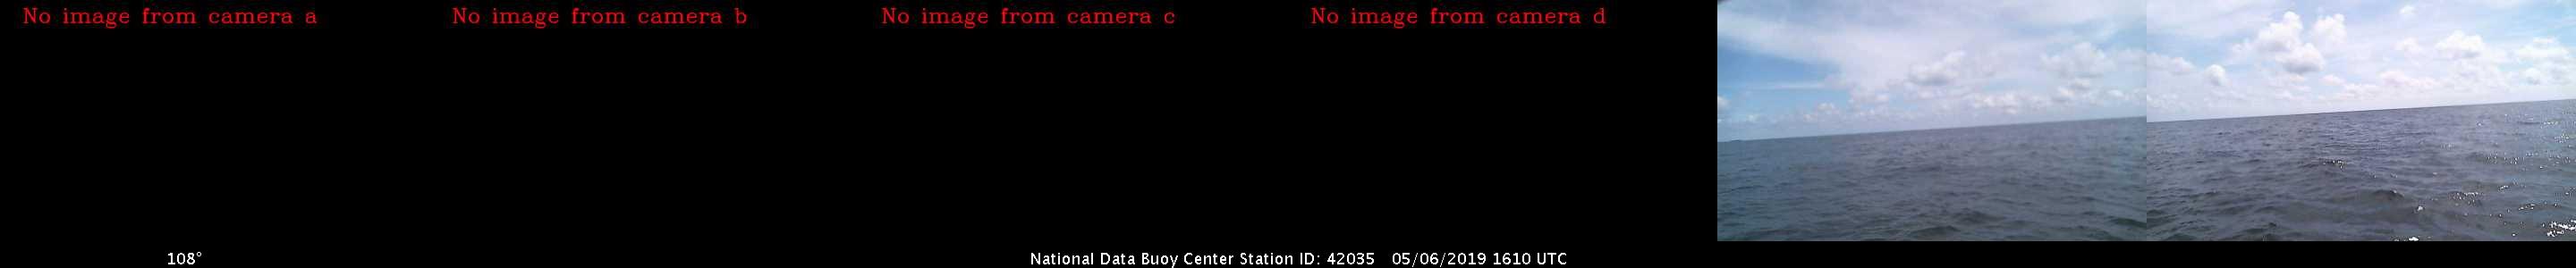 No image from camera a
No image from camera b
No image from camera c
No image from camera d
108°
National Data Buoy Center Station ID: 42035 05/06/2019 1610 UTC